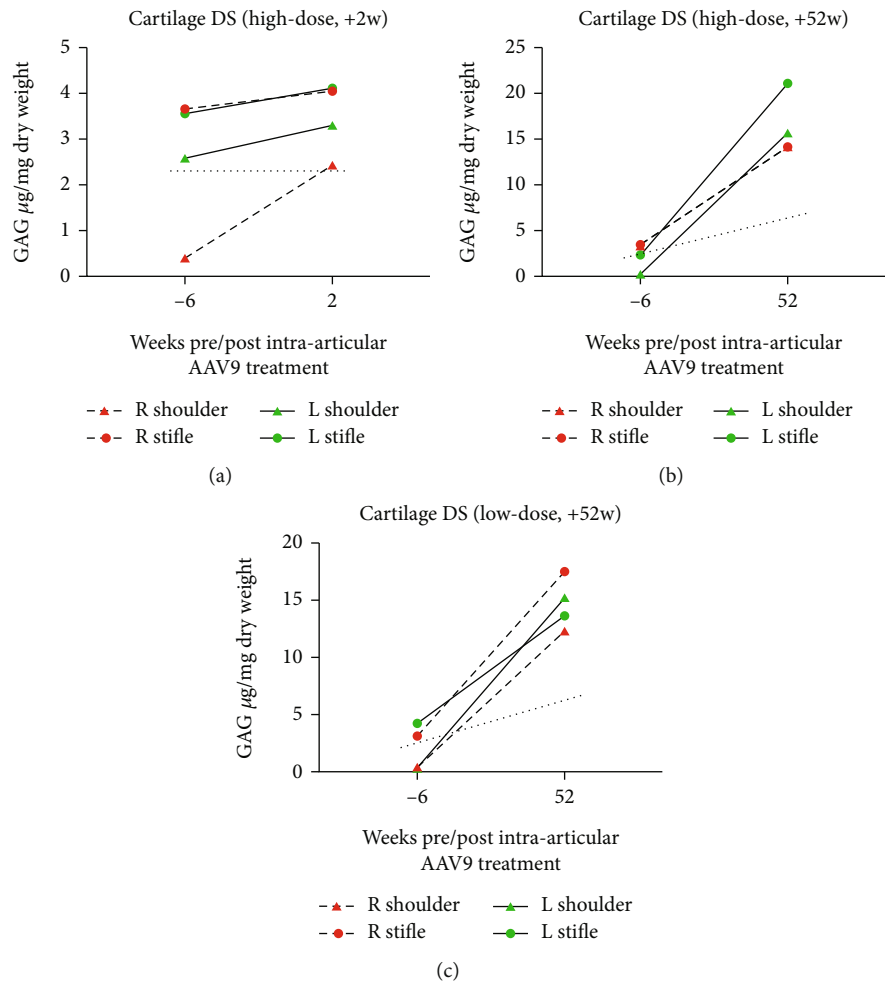 Cartilage DS (high-dose, +2w)
5
4
3
2
1
0
GAG μg/mg dry weight
–6
2
Weeks pre/post intra-articular
AAV9 treatment
R shoulder
L shoulder
R stifle
L stifle
(a)
Cartilage DS (high-dose, +52w)
25
20
15
10
5
0
GAG μg/mg dry weight
–6
52
Weeks pre/post intra-articular
AAV9 treatment
R shoulder
L shoulder
R stifle
L stifle
(b)
Cartilage DS (low-dose, +52w)
20
15
10
5
0
GAG μg/mg dry weight
–6
52
Weeks pre/post intra-articular
AAV9 treatment
R shoulder
L shoulder
R stifle
L stifle
(c)